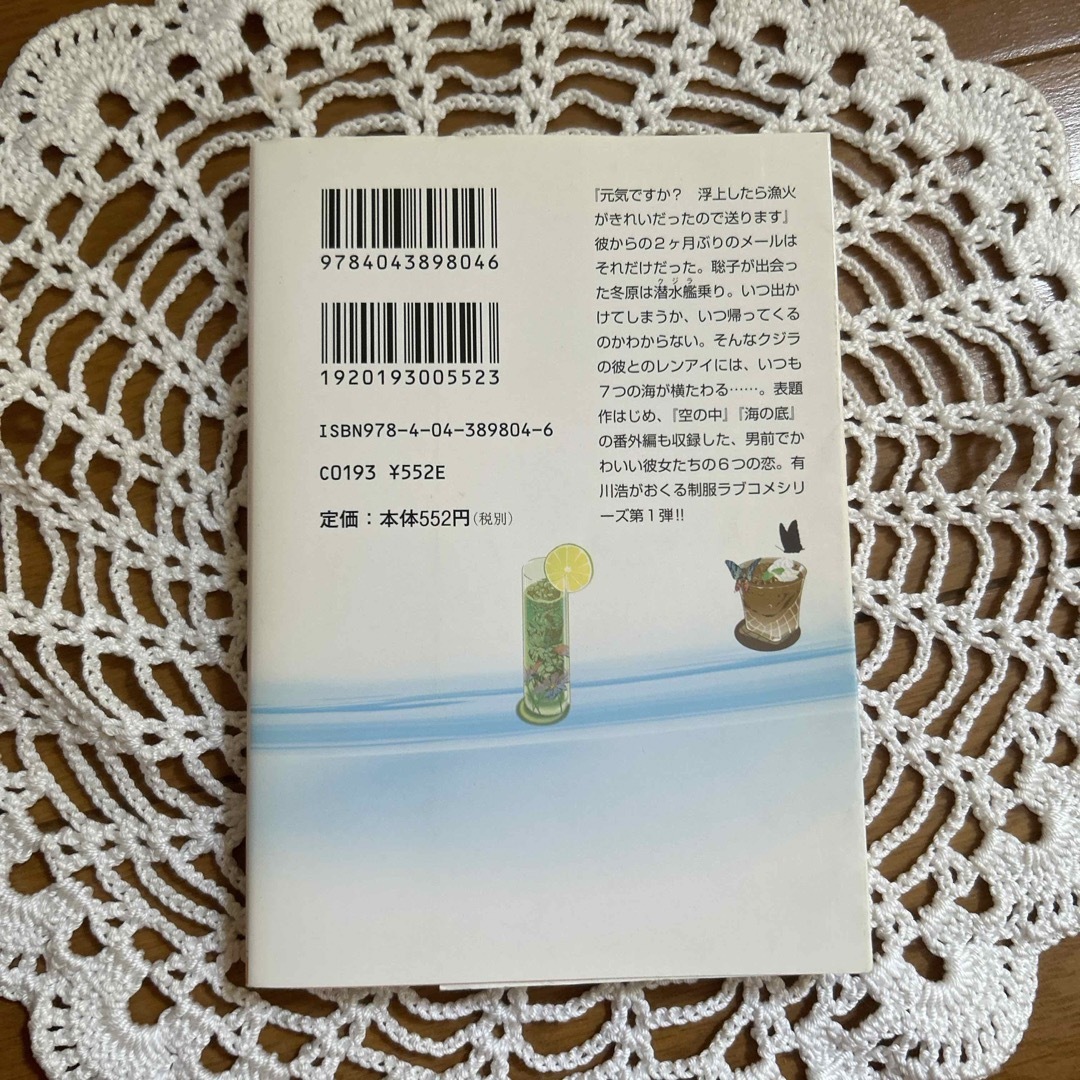 9784043898046
1920193005523
ISBN978-4-04-389804-6
C0193 ¥552E
定価：本体552円（税別）
『元気ですか？　浮上したら漁火
がきれいだったので送ります』
彼からの２ヶ月ぶりのメールは
それだけだった。聡子が出会っ
クジラ
た冬原は潜水艦乗り。いつ出か
けてしまうか、いつ帰ってくる
のかわからない。そんなクジラ
の彼とのレンアイには、いつも
７つの海が横たわる……。表題
作はじめ、『空の中』『海の底』
の番外編も収録した、男前でか
わいい彼女たちの６つの恋。有
川浩がおくる制服ラブコメシリ
ーズ第１弾!!